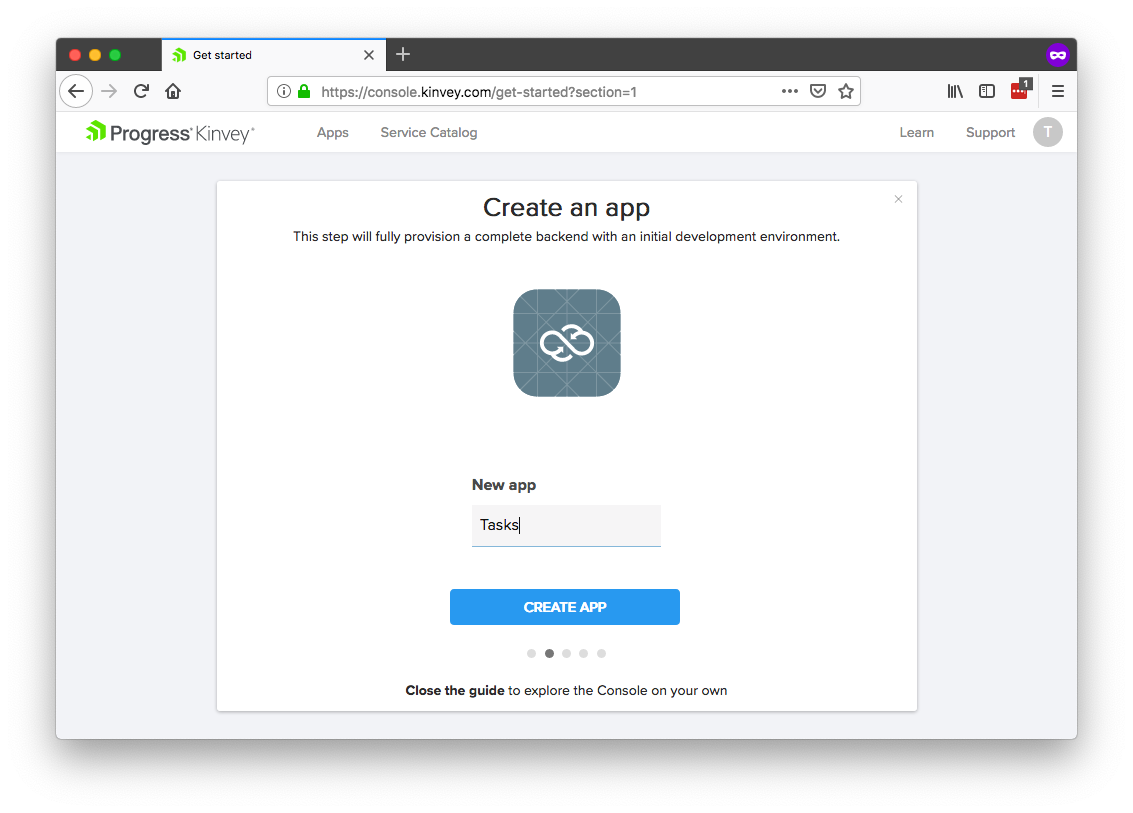 Get started
https://console.kinvey.com/get-started?section=1
1
Progress Kinvey
Apps
Service Catalog
Learn
Support
T
Create an app
This step will fully provision a complete backend with an initial development environment.
New app
Tasks
CREATE APP
Close the guide to explore the Console on your own